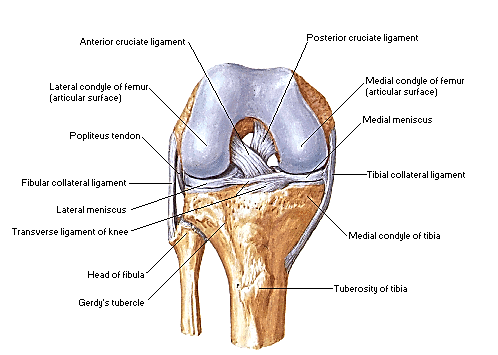 Anterior cruciate ligament
Posterior cruciate ligament
Lateral condyle of femur
(articular surface)
Medial condyle of femur
(articular surface)
Popliteus tendon
Medial meniscus
Fibular collateral ligament
Tibial collateral ligament
Lateral meniscus
Transverse ligament of knee
Medial condyle of tibia
Head of fibula
Gerdy's tubercle
Tuberosity of tibia